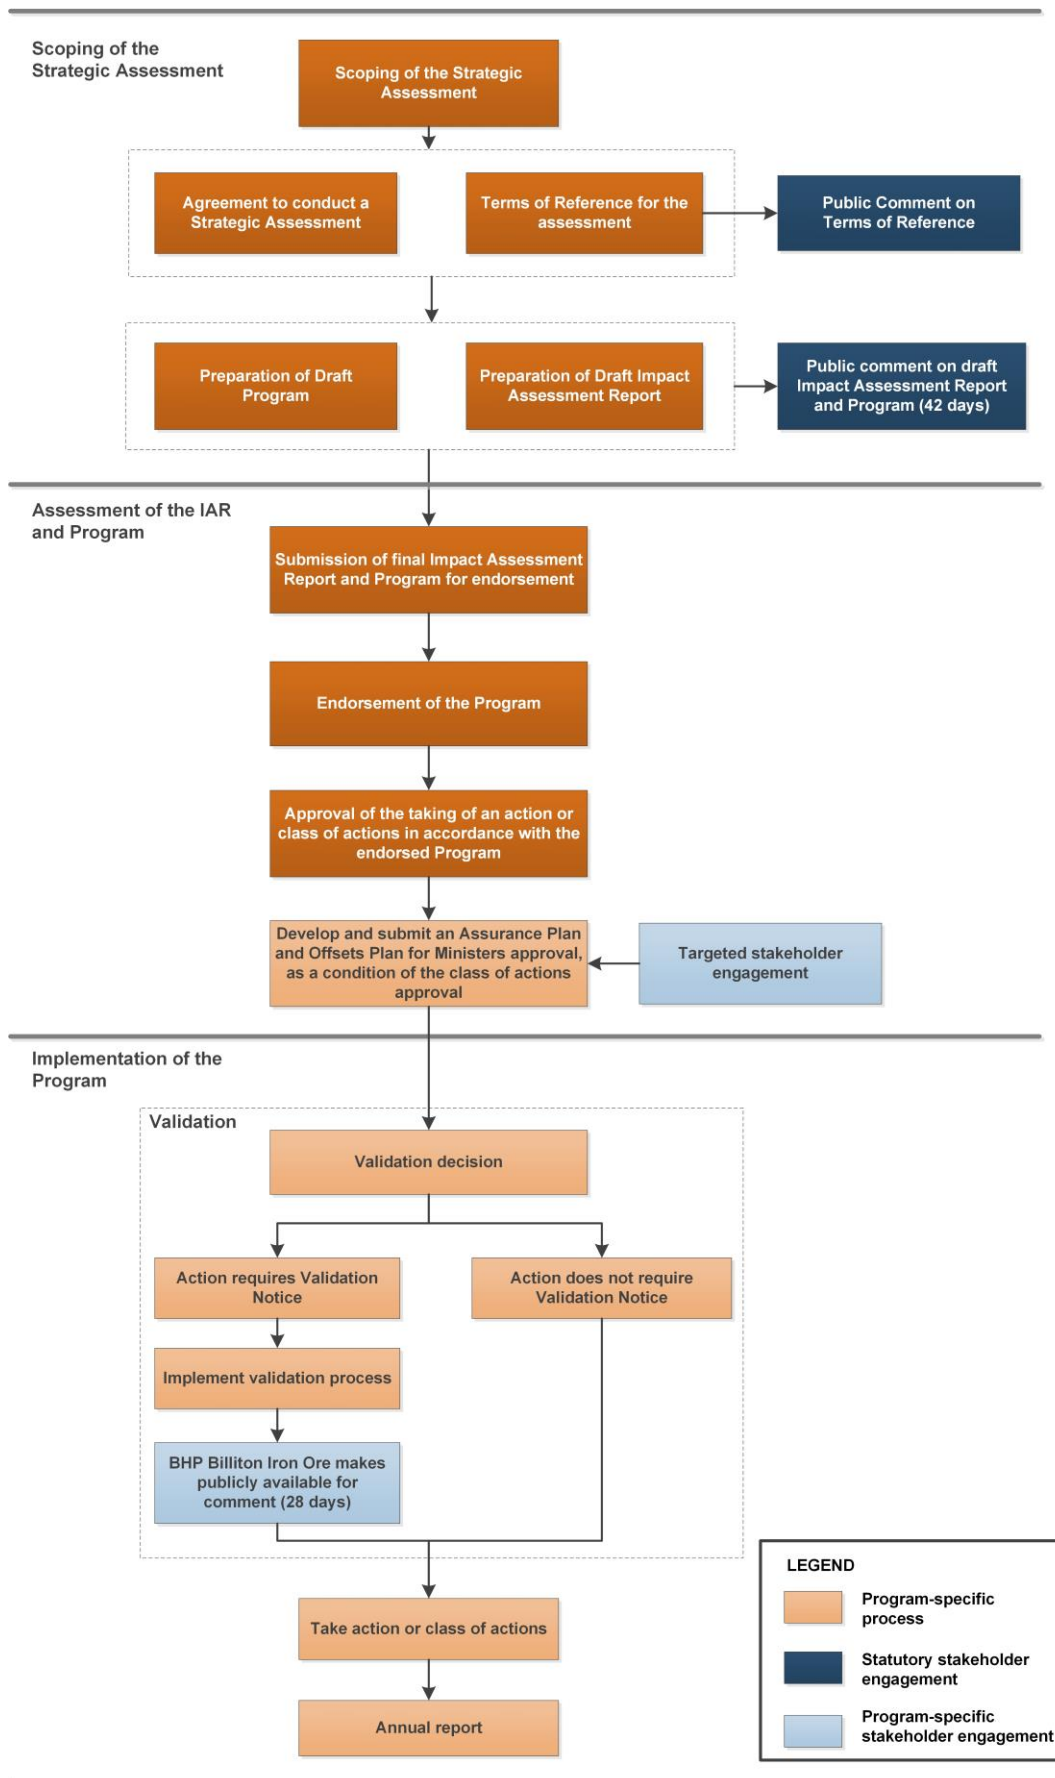 Scoping of the
Strategic Assessment
Scoping of the Strategic
Assessment
Agreement to conduct a
Strategic Assessment
Terms of Reference for the
assessment
Public Comment on
Terms of Reference
Preparation of Draft
Program
Preparation of Draft Impact
Assessment Report
Public comment on draft
Impact Assessment Report
and Program (42 days)
Assessment of the IAR
and Program
Submission of final Impact Assessment
Report and Program for endorsement
Endorsement of the Program
Approval of the taking of an action or
class of actions in accordance with the
endorsed Program
Develop and submit an Assurance Plan
and Offsets Plan for Ministers approval,
as a condition of the class of actions
approval
Targeted stakeholder
engagement
Implementation of the
Program
Validation
Validation decision
Action requires Validation
Notice
Action does not require
Validation Notice
Implement validation process
BHP Billiton Iron Ore makes
publicly available for
comment (28 days)
Take action or class of actions
Annual report
LEGEND
Program-specific
process
Statutory stakeholder
engagement
Program-specific
stakeholder engagement